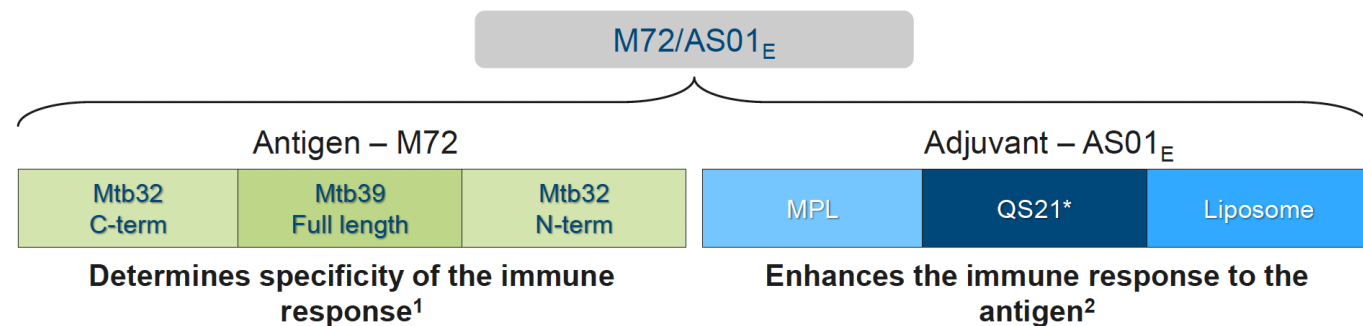 M72/AS01E
Antigen – M72
Adjuvant – AS01E
Mtb32
C-term
Mtb39
Full length
Mtb32
N-term
MPL
QS21*
Liposome
Determines specificity of the immune
response1
Enhances the immune response to the
antigen2